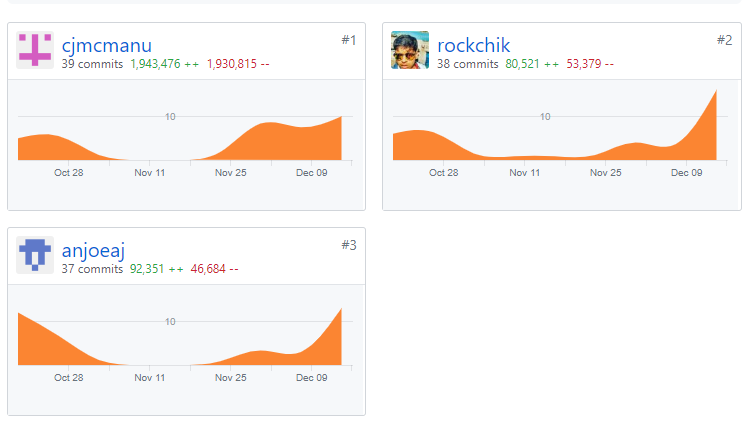 cjmcmanu
#1
39 commits 1,943,476 ++ 1,930,815 --
10
Oct 28 Nov 11 Nov 25 Dec 09
rockchik
#2
38 commits 80,521 ++ 53,379 --
10
Oct 28 Nov 11 Nov 25 Dec 09
anjoeaj
#3
37 commits 92,351 ++ 46,684 --
10
Oct 28 Nov 11 Nov 25 Dec 09